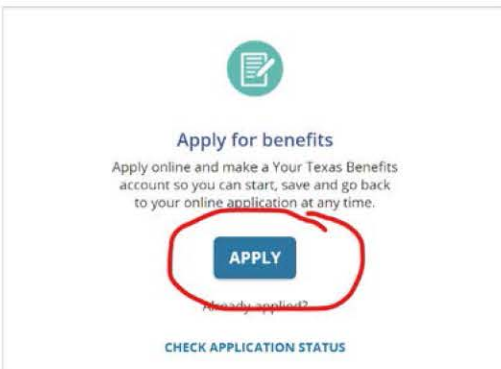 Apply for benefits
Apply online and make a Your Texas Benefits
account so you can start, save and go back
to your online application at any time.
APPLY
Already applied?
CHECK APPLICATION STATUS